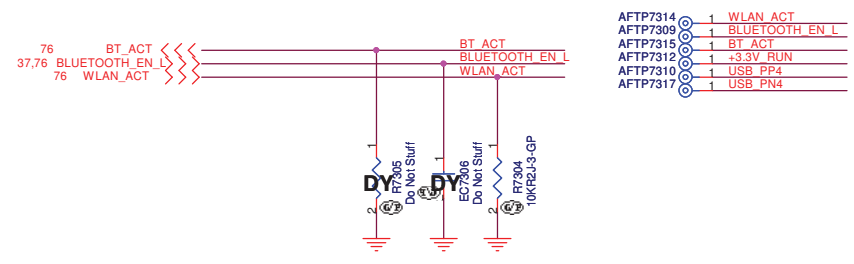 76 BT_ACT
37,76 BLUETOOTH_EN_L
76 WLAN_ACT
BT_ACT
BLUETOOTH_EN_L
WLAN_ACT
AFTP7314 1 WLAN_ACT
AFTP7309 1 BLUETOOTH_EN_L
AFTP7315 1 BT_ACT
AFTP7312 1 +3.3V_RUN
AFTP7310 1 USB_PP4
AFTP7317 1 USB_PN4
1
1
1
DY
R7305
Do Not Stuff
2
DY
EC7306
Do Not Stuff
R7304
10KR2J-3-GP
2